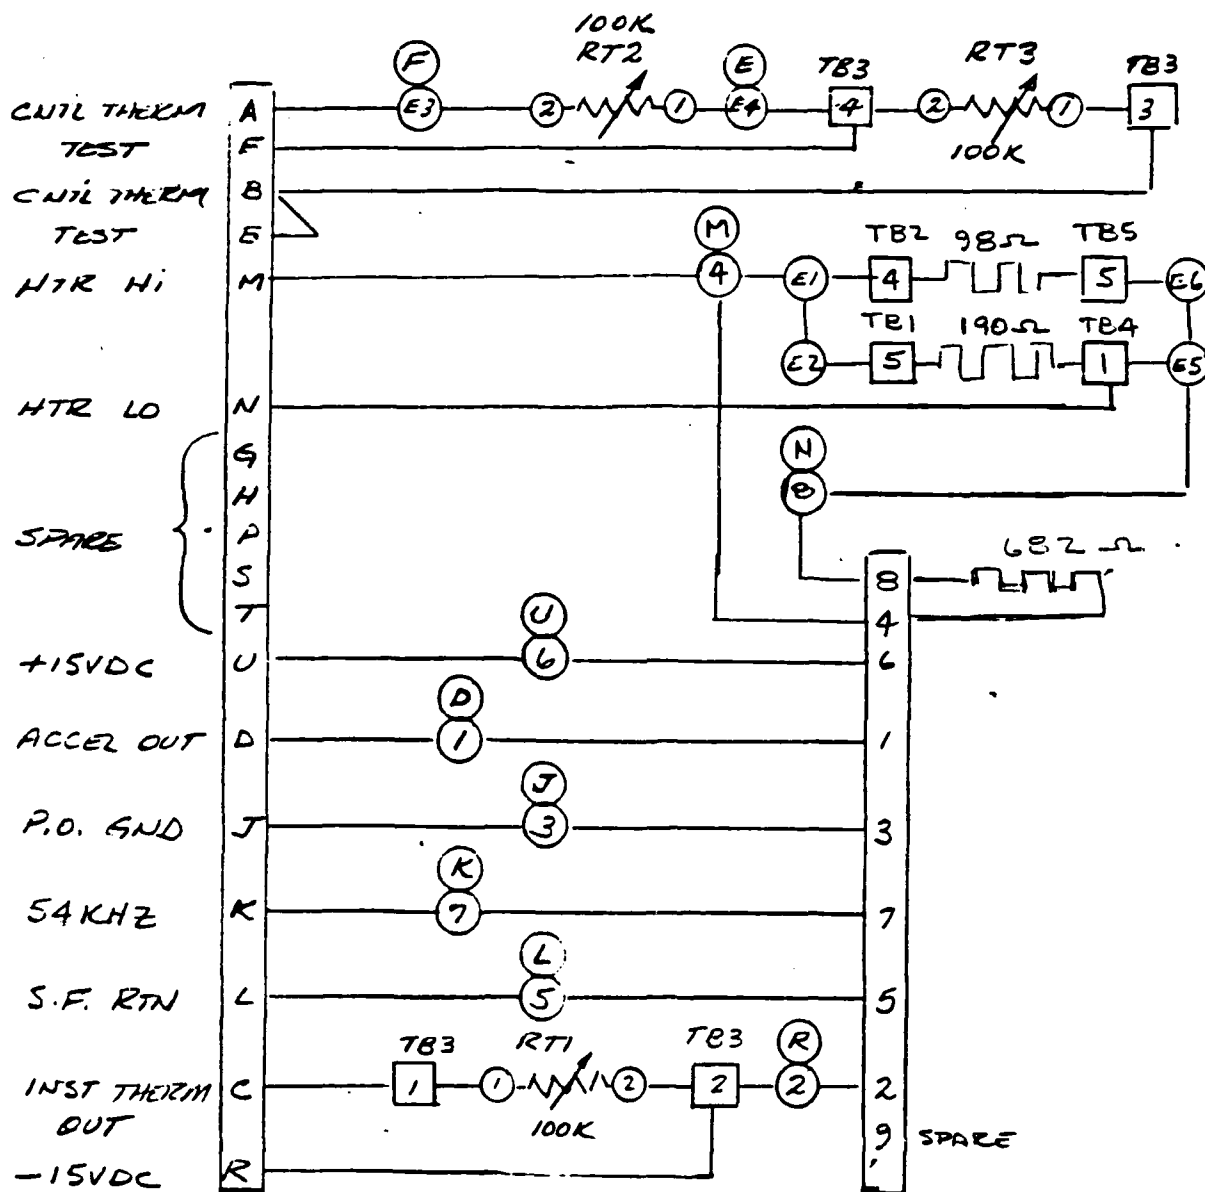 100K
F RT2 E TB3 RT3 TB3
CNTL THERM A E3 2 1 E4 4 2 1 3
TEST F 100K
CNTL THERM B
TEST E M TB2 98Ω TB5
HTR Hi M 4 E1 4 5 E6
TB1 190Ω TB4
E2 5 1 E5
HTR LO N
G N
H 8
SPARE P 682 Ω
S 8
T U 4
+15VDC U 6 6
D
ACCEL OUT D 1 1
J
P.O. GND J 3 3
K
54KHZ K 7 7
L
S.F. RTN L 5 5
TB3 RT1 TB3 R
INST THERM C 1 1 2 2 2 2
OUT 100K
9 SPARE
-15VDC R